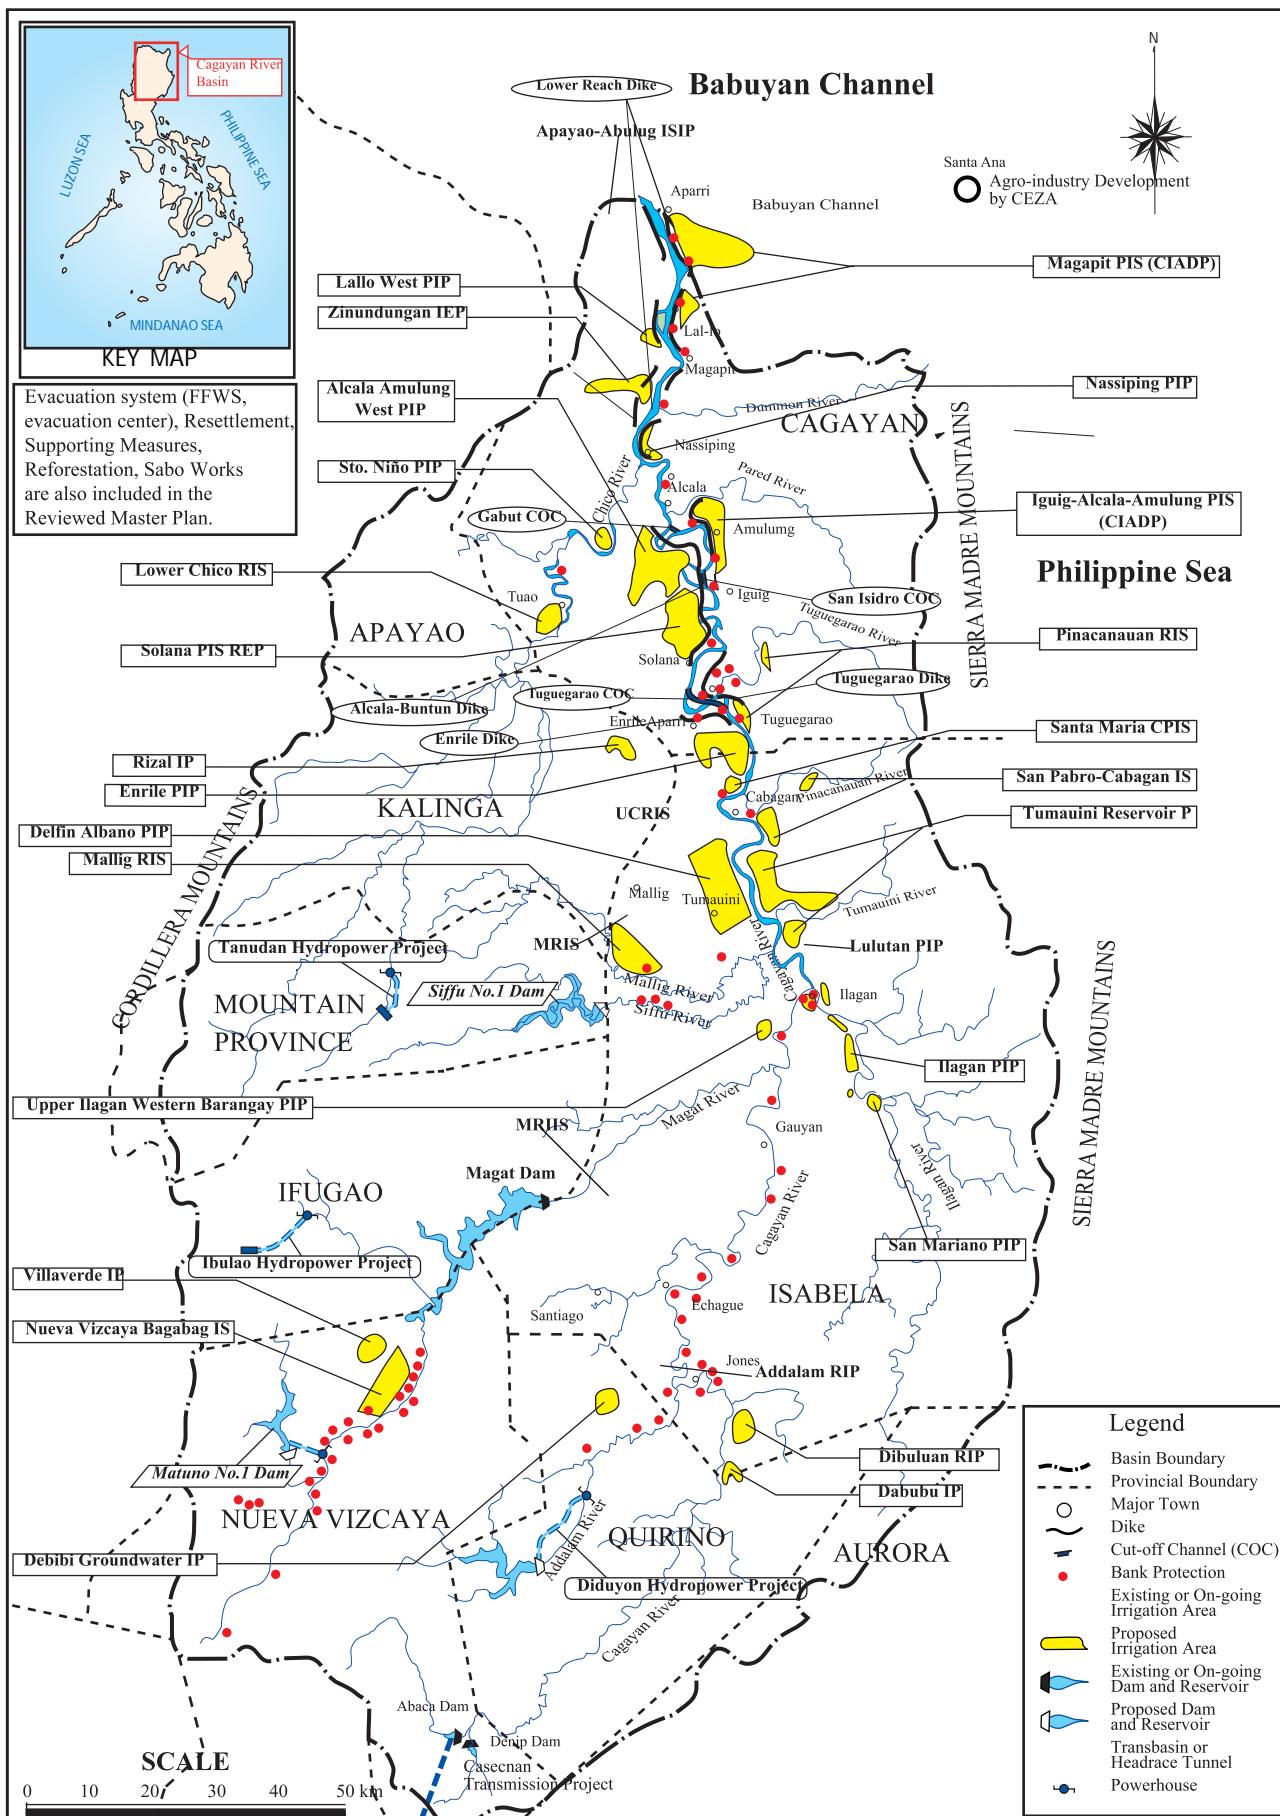 Cagayan River
Basin
LUZON SEA
PHILIPPINE SEA
MINDANAO SEA
KEY MAP
Evacuation system (FFWS,
evacuation center), Resettlement,
Supporting Measures,
Reforestation, Sabo Works
are also included in the
Reviewed Master Plan.
N
Lower Reach Dike
Babuyan Channel
Apayao-Abulug ISIP
Santa Ana
Agro-industry Development
by CEZA
Aparri
Babuyan Channel
Magapit PIS (CIADP)
Lallo West PIP
Zinundungan IEP
Lal-lo
Magapit
Alcala Amulung
West PIP
Nassiping PIP
Dummon River
CAGAYAN
SIERRA MADRE MOUNTAINS
Nassiping
Sto. Niño PIP
Chico River
Alcala
Pared River
Iguig-Alcala-Amulung PIS
(CIADP)
Gabut COC
Amulumg
Philippine Sea
Lower Chico RIS
Tuao
Iguig
San Isidro COC
Tuguegarao River
APAYAO
Pinacanauan RIS
Solana PIS REP
Solana
Tuguegarao Dike
Tuguegarao COC
Alcala-Buntun Dike
Enrile
Aparri
Tuguegarao
Santa Maria CPIS
Enrile Dike
Rizal IP
San Pabro-Cabagan IS
Pinacanauan River
Enrile PIP
Cabagan
KALINGA
UCRIS
Tumauini Reservoir P
Delfin Albano PIP
Mallig RIS
CORDILLERA MOUNTAINS
Mallig
Tumauini
Tumauini River
Tanudan Hydropower Project
MRIS
Cagayan River
Lulutan PIP
Siffu No.1 Dam
Mallig River
Siffu River
Ilagan
MOUNTAIN
PROVINCE
SIERRA MADRE MOUNTAINS
Ilagan PIP
Upper Ilagan Western Barangay PIP
Magat River
MRIIS
Gauyan
Magat Dam
Ilagan River
IFUGAO
Cagayan River
San Mariano PIP
Ibulao Hydropower Project
Villaverde IP
ISABELA
Echague
Santiago
Nueva Vizcaya Bagabag IS
Jones
Addalam RIP
Dibuluan RIP
Matuno No.1 Dam
Dabubu IP
NUEVA VIZCAYA
QUIRINO
AURORA
Addalam River
Debibi Groundwater IP
Diduyon Hydropower Project
Cagayan River
Abaca Dam
Denip Dam
Casecnan
Transmission Project
SCALE
0 10 20 30 40 50 km
Legend
Basin Boundary
Provincial Boundary
Major Town
Dike
Cut-off Channel (COC)
Bank Protection
Existing or On-going
Irrigation Area
Proposed
Irrigation Area
Existing or On-going
Dam and Reservoir
Proposed Dam
and Reservoir
Transbasin or
Headrace Tunnel
Powerhouse